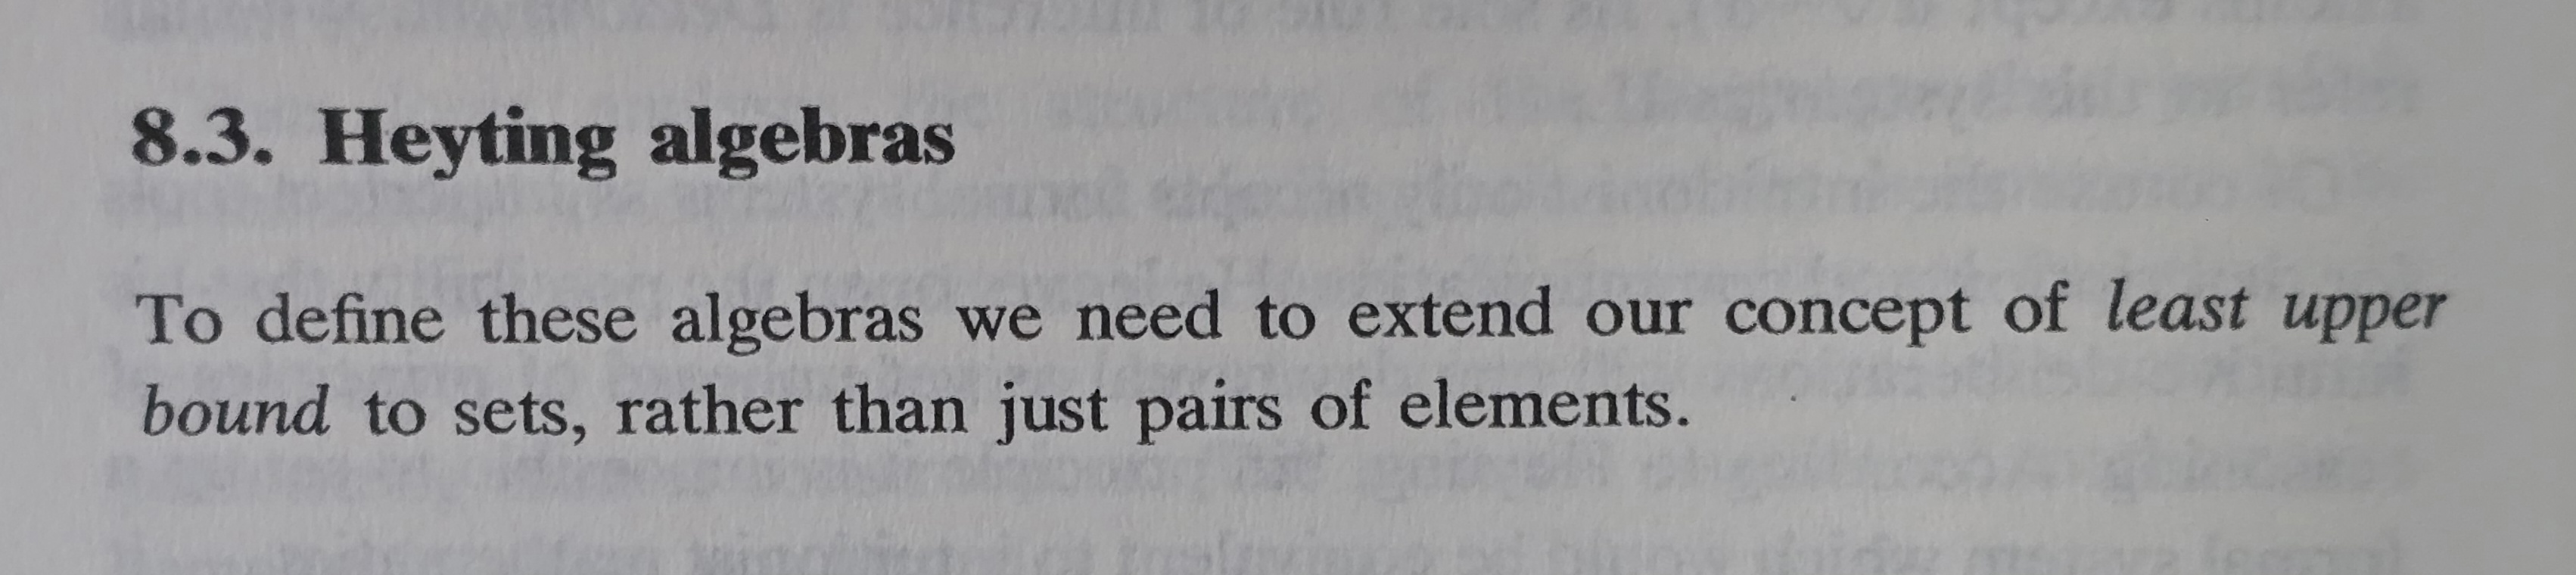 8.3. Heyting algebras
To define these algebras we need to extend our concept of least upper
bound to sets, rather than just pairs of elements.